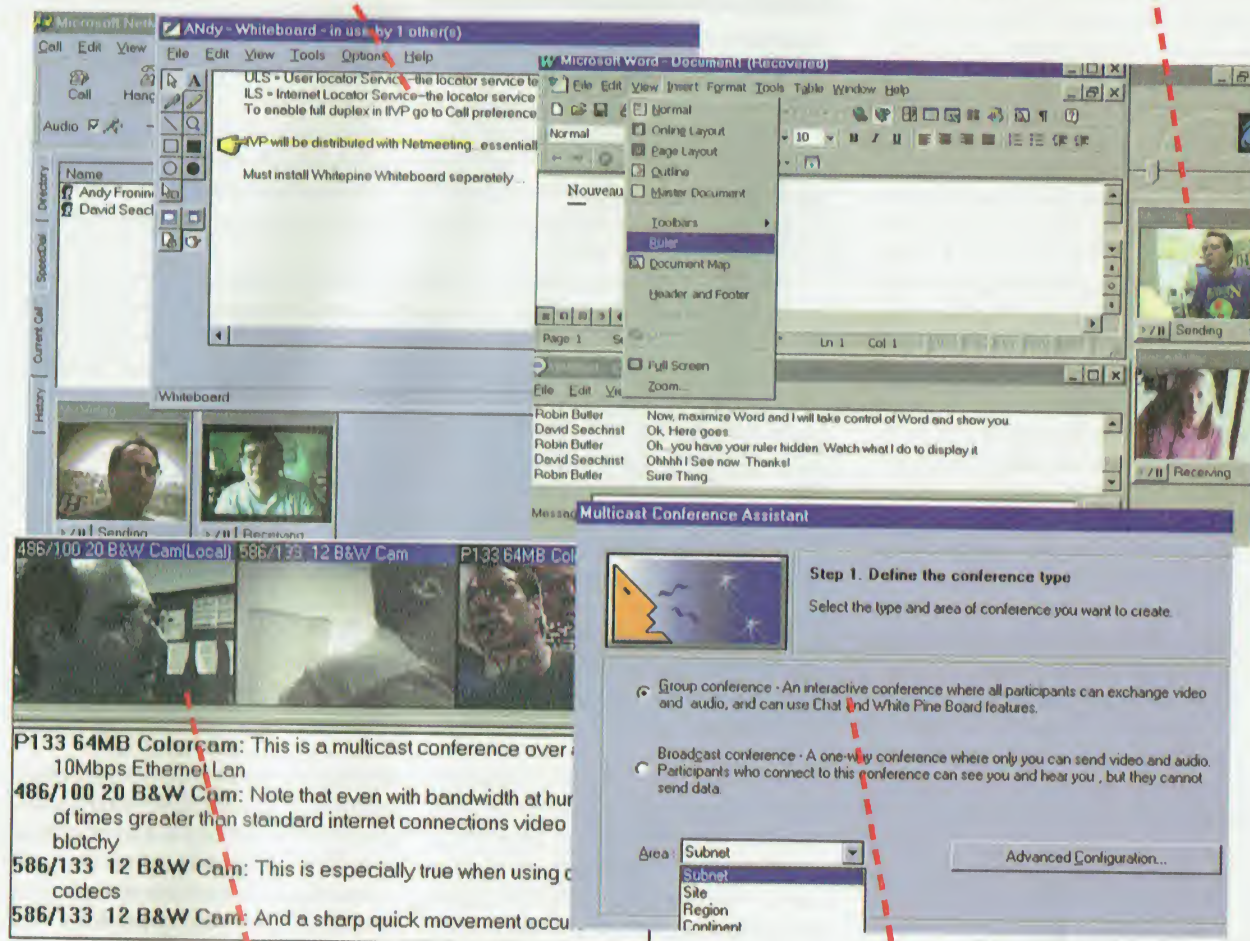 Microsoft Net
Call Edit View
Call Hang
Audio
Directory
SpeedDial
Current Call
History
Name
Andy Fronin
David Seach
My Video
Sending
Receiving
ANdy - Whiteboard - in use by 1 other(s)
File Edit View Tools Options Help
ULS = User locator Service-the locator service te
ILS = Internet Locator Service-the locator service
To enable full duplex in IIVP go to Call preference
IIVP will be distributed with Netmeeting...essentiall
Must install Whitepine Whiteboard separately...
Whiteboard
Microsoft Word - Document1 (Recovered)
File Edit View Insert Format Tools Table Window Help
Normal 10 B I U
Nouveau
Normal
Online Layout
Page Layout
Outline
Master Document
Toolbars
Ruler
Document Map
Header and Footer
Full Screen
Zoom...
Page 1 Ln 1 Col 1
File Edit Vie
Robin Butler Now, maximize Word and I will take control of Word and show you.
David Seachrist Ok, Here goes.
Robin Butler Oh...you have your ruler hidden. Watch what I do to display it
David Seachrist Ohhhh I See now. Thanks!
Robin Butler Sure Thing.
Messag
Sending
Receiving
486/100 20 B&W Cam(Local) 586/133 12 B&W Cam P133 64MB Col
P133 64MB Colorcam: This is a multicast conference over
10Mbps Ethernet Lan
486/100 20 B&W Cam: Note that even with bandwidth at hun
of times greater than standard internet connections video
blotchy
586/133 12 B&W Cam: This is especially true when using
codecs
586/133 12 B&W Cam: And a sharp quick movement occu
Multicast Conference Assistant
Step 1. Define the conference type
Select the type and area of conference you want to create.
Group conference - An interactive conference where all participants can exchange video
and audio, and can use Chat and White Pine Board features.
Broadcast conference - A one-way conference where only you can send video and audio.
Participants who connect to this conference can see you and hear you , but they cannot
send data.
Area : Subnet
Advanced Configuration...
Subnet
Site
Region
Continent